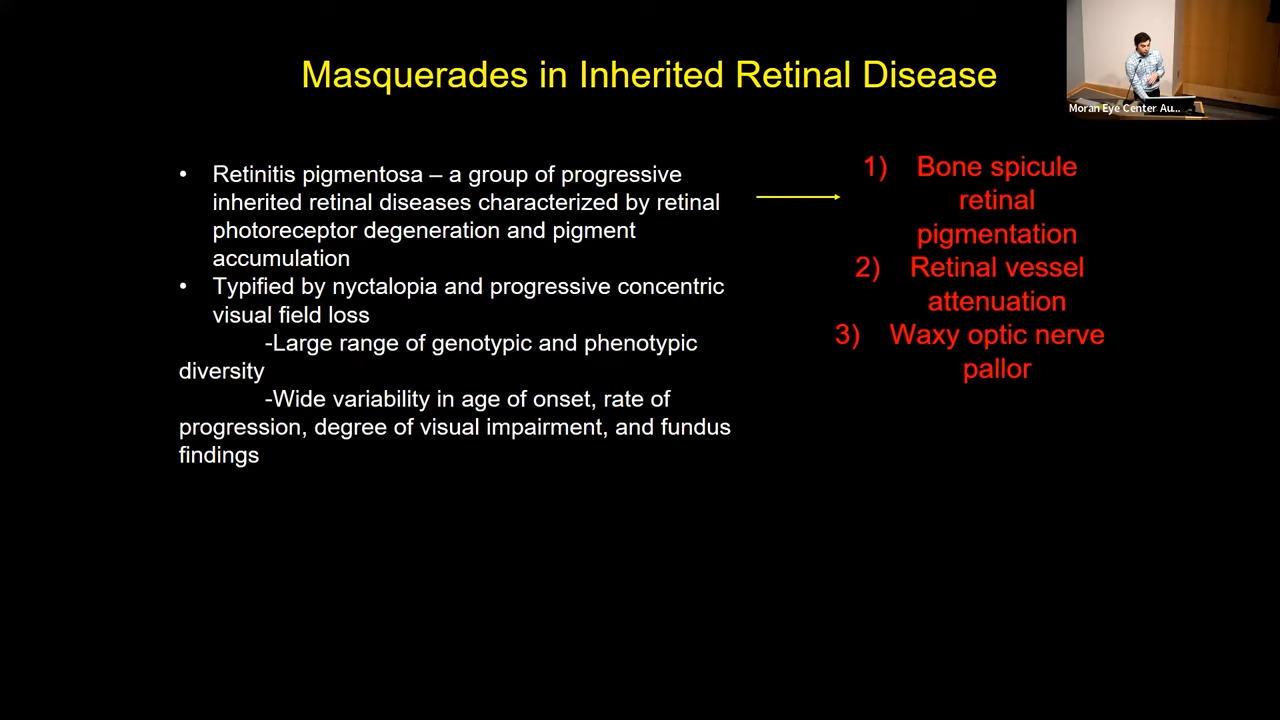 Masquerades in Inherited Retinal Disease
Moran Eye Center Au...
• Retinitis pigmentosa – a group of progressive
inherited retinal diseases characterized by retinal
photoreceptor degeneration and pigment
accumulation
• Typified by nyctalopia and progressive concentric
visual field loss
-Large range of genotypic and phenotypic
diversity
-Wide variability in age of onset, rate of
progression, degree of visual impairment, and fundus
findings
1) Bone spicule
retinal
pigmentation
2) Retinal vessel
attenuation
3) Waxy optic nerve
pallor